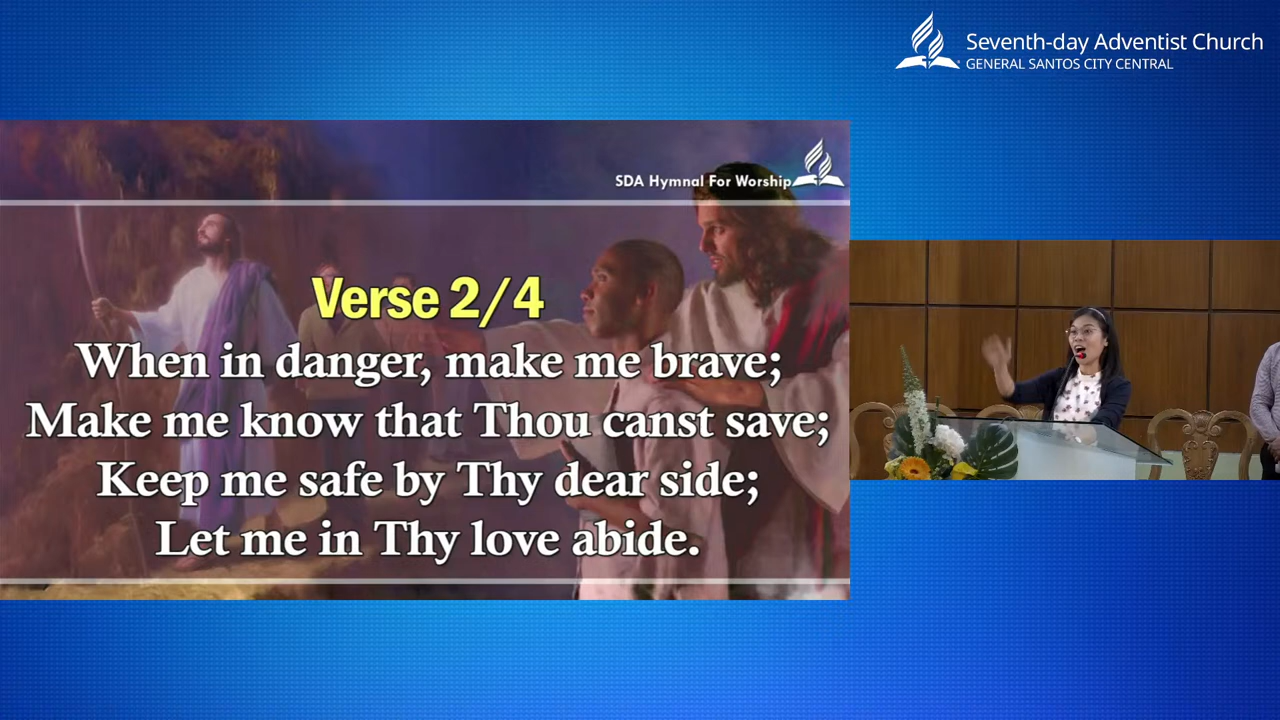 Seventh-day Adventist Church
GENERAL SANTOS CITY CENTRAL
SDA Hymnal For Worship
Verse 2/4
When in danger, make me brave;
Make me know that Thou canst save;
Keep me safe by Thy dear side;
Let me in Thy love abide.